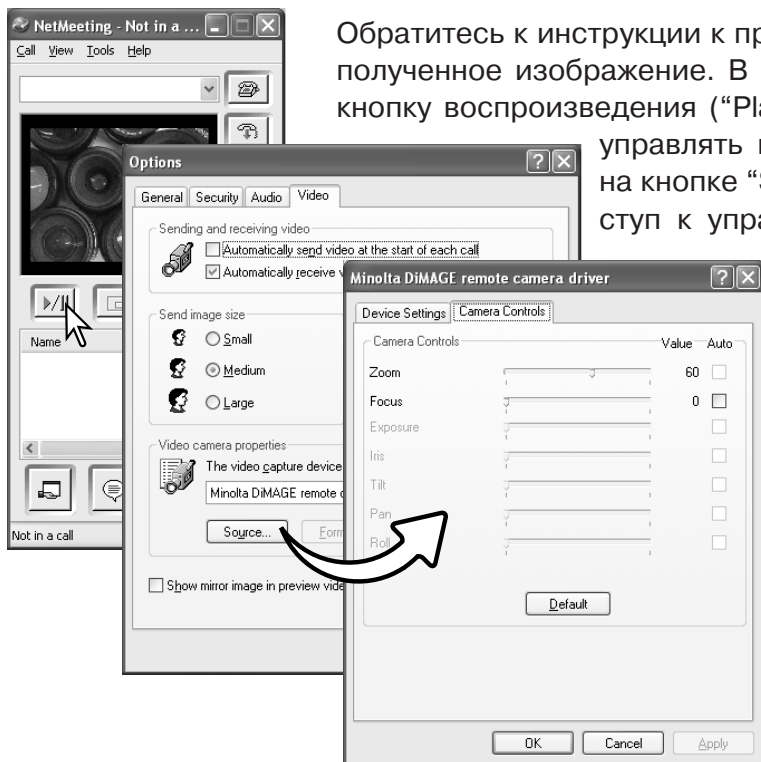 NetMeeting - Not in a ...
Call View Tools Help
Обратитесь к инструкции к
полученное изображение. В
кнопку воспроизведения
управлять
на кнопке
ступ к
Options
General Security Audio Video
Sending and receiving video
Automatically send video at the start of each call
Automatically receive
Send image size
Small
Medium
Large
Video camera properties
The video capture device
Minolta DiMAGE remote
Source...
Show mirror image in preview
Name
Not in a call
Minolta DiMAGE remote camera driver
Device Settings Camera Controls
Camera Controls Value Auto
Zoom 60
Focus 0
Exposure
Iris
Tilt
Pan
Roll
Default
OK Cancel Apply